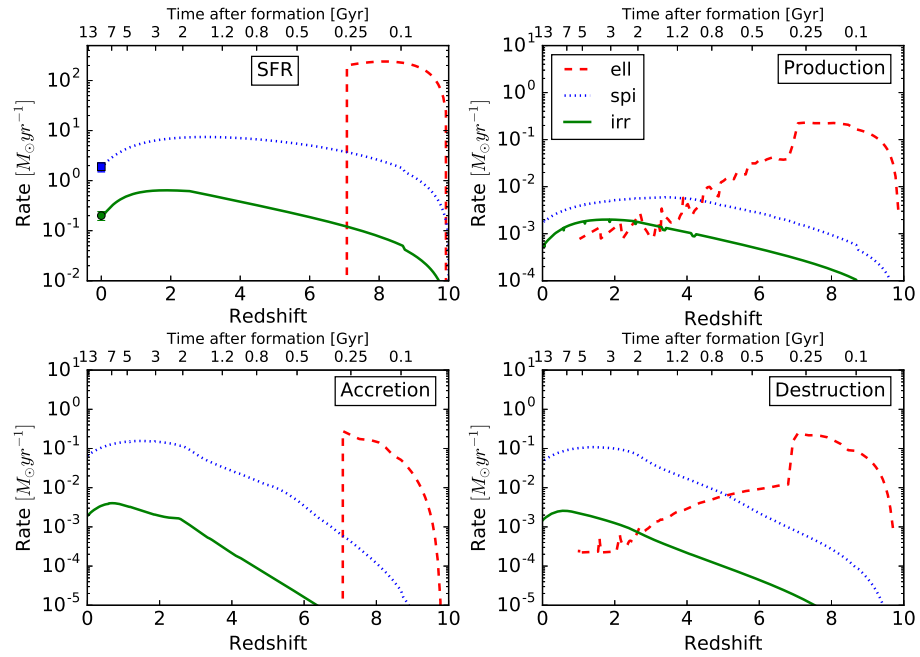 Time after formation [Gyr]
13 7 5 3 2 1.2 0.8 0.5 0.25 0.1
SFR
Rate [M⊙yr⁻¹]
10² 10¹ 10⁰ 10⁻¹ 10⁻²
0 2 4 6 8 10
Redshift
Time after formation [Gyr]
13 7 5 3 2 1.2 0.8 0.5 0.25 0.1
ell
spi
irr
Production
Rate [M⊙yr⁻¹]
10¹ 10⁰ 10⁻¹ 10⁻² 10⁻³ 10⁻⁴
0 2 4 6 8 10
Redshift
Time after formation [Gyr]
13 7 5 3 2 1.2 0.8 0.5 0.25 0.1
Accretion
Rate [M⊙yr⁻¹]
10¹ 10⁰ 10⁻¹ 10⁻² 10⁻³ 10⁻⁴ 10⁻⁵
0 2 4 6 8 10
Redshift
Time after formation [Gyr]
13 7 5 3 2 1.2 0.8 0.5 0.25 0.1
Destruction
Rate [M⊙yr⁻¹]
10¹ 10⁰ 10⁻¹ 10⁻² 10⁻³ 10⁻⁴ 10⁻⁵
0 2 4 6 8 10
Redshift